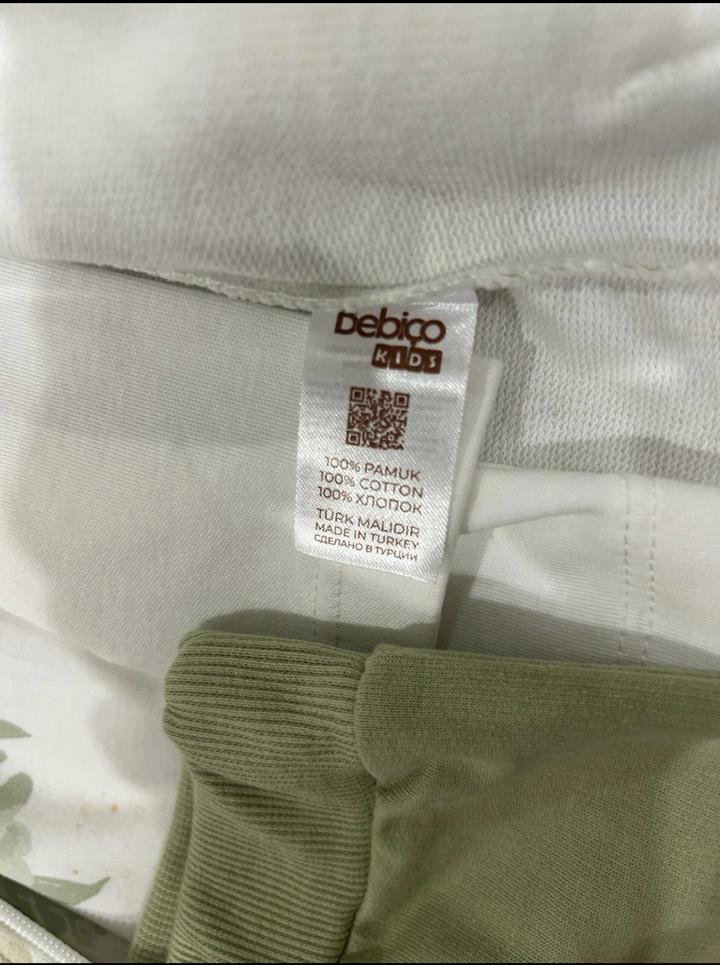 Debiço
KIDS
100% PAMUK
100% COTTON
100% ХЛОПОК
TÜRK MALIDIR
MADE IN TURKEY
СДЕЛАНО В ТУРЦИИ